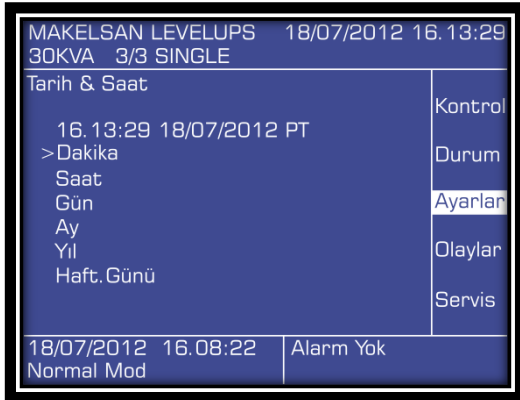 MAKELSAN LEVELUPS 18/07/2012 16.13:29
30KVA 3/3 SINGLE
Tarih & Saat
16.13:29 18/07/2012 PT
>Dakika
Saat
Gün
Ay
Yıl
Haft.Günü
Kontrol
Durum
Ayarlar
Olaylar
Servis
18/07/2012 16.08:22
Normal Mod
Alarm Yok